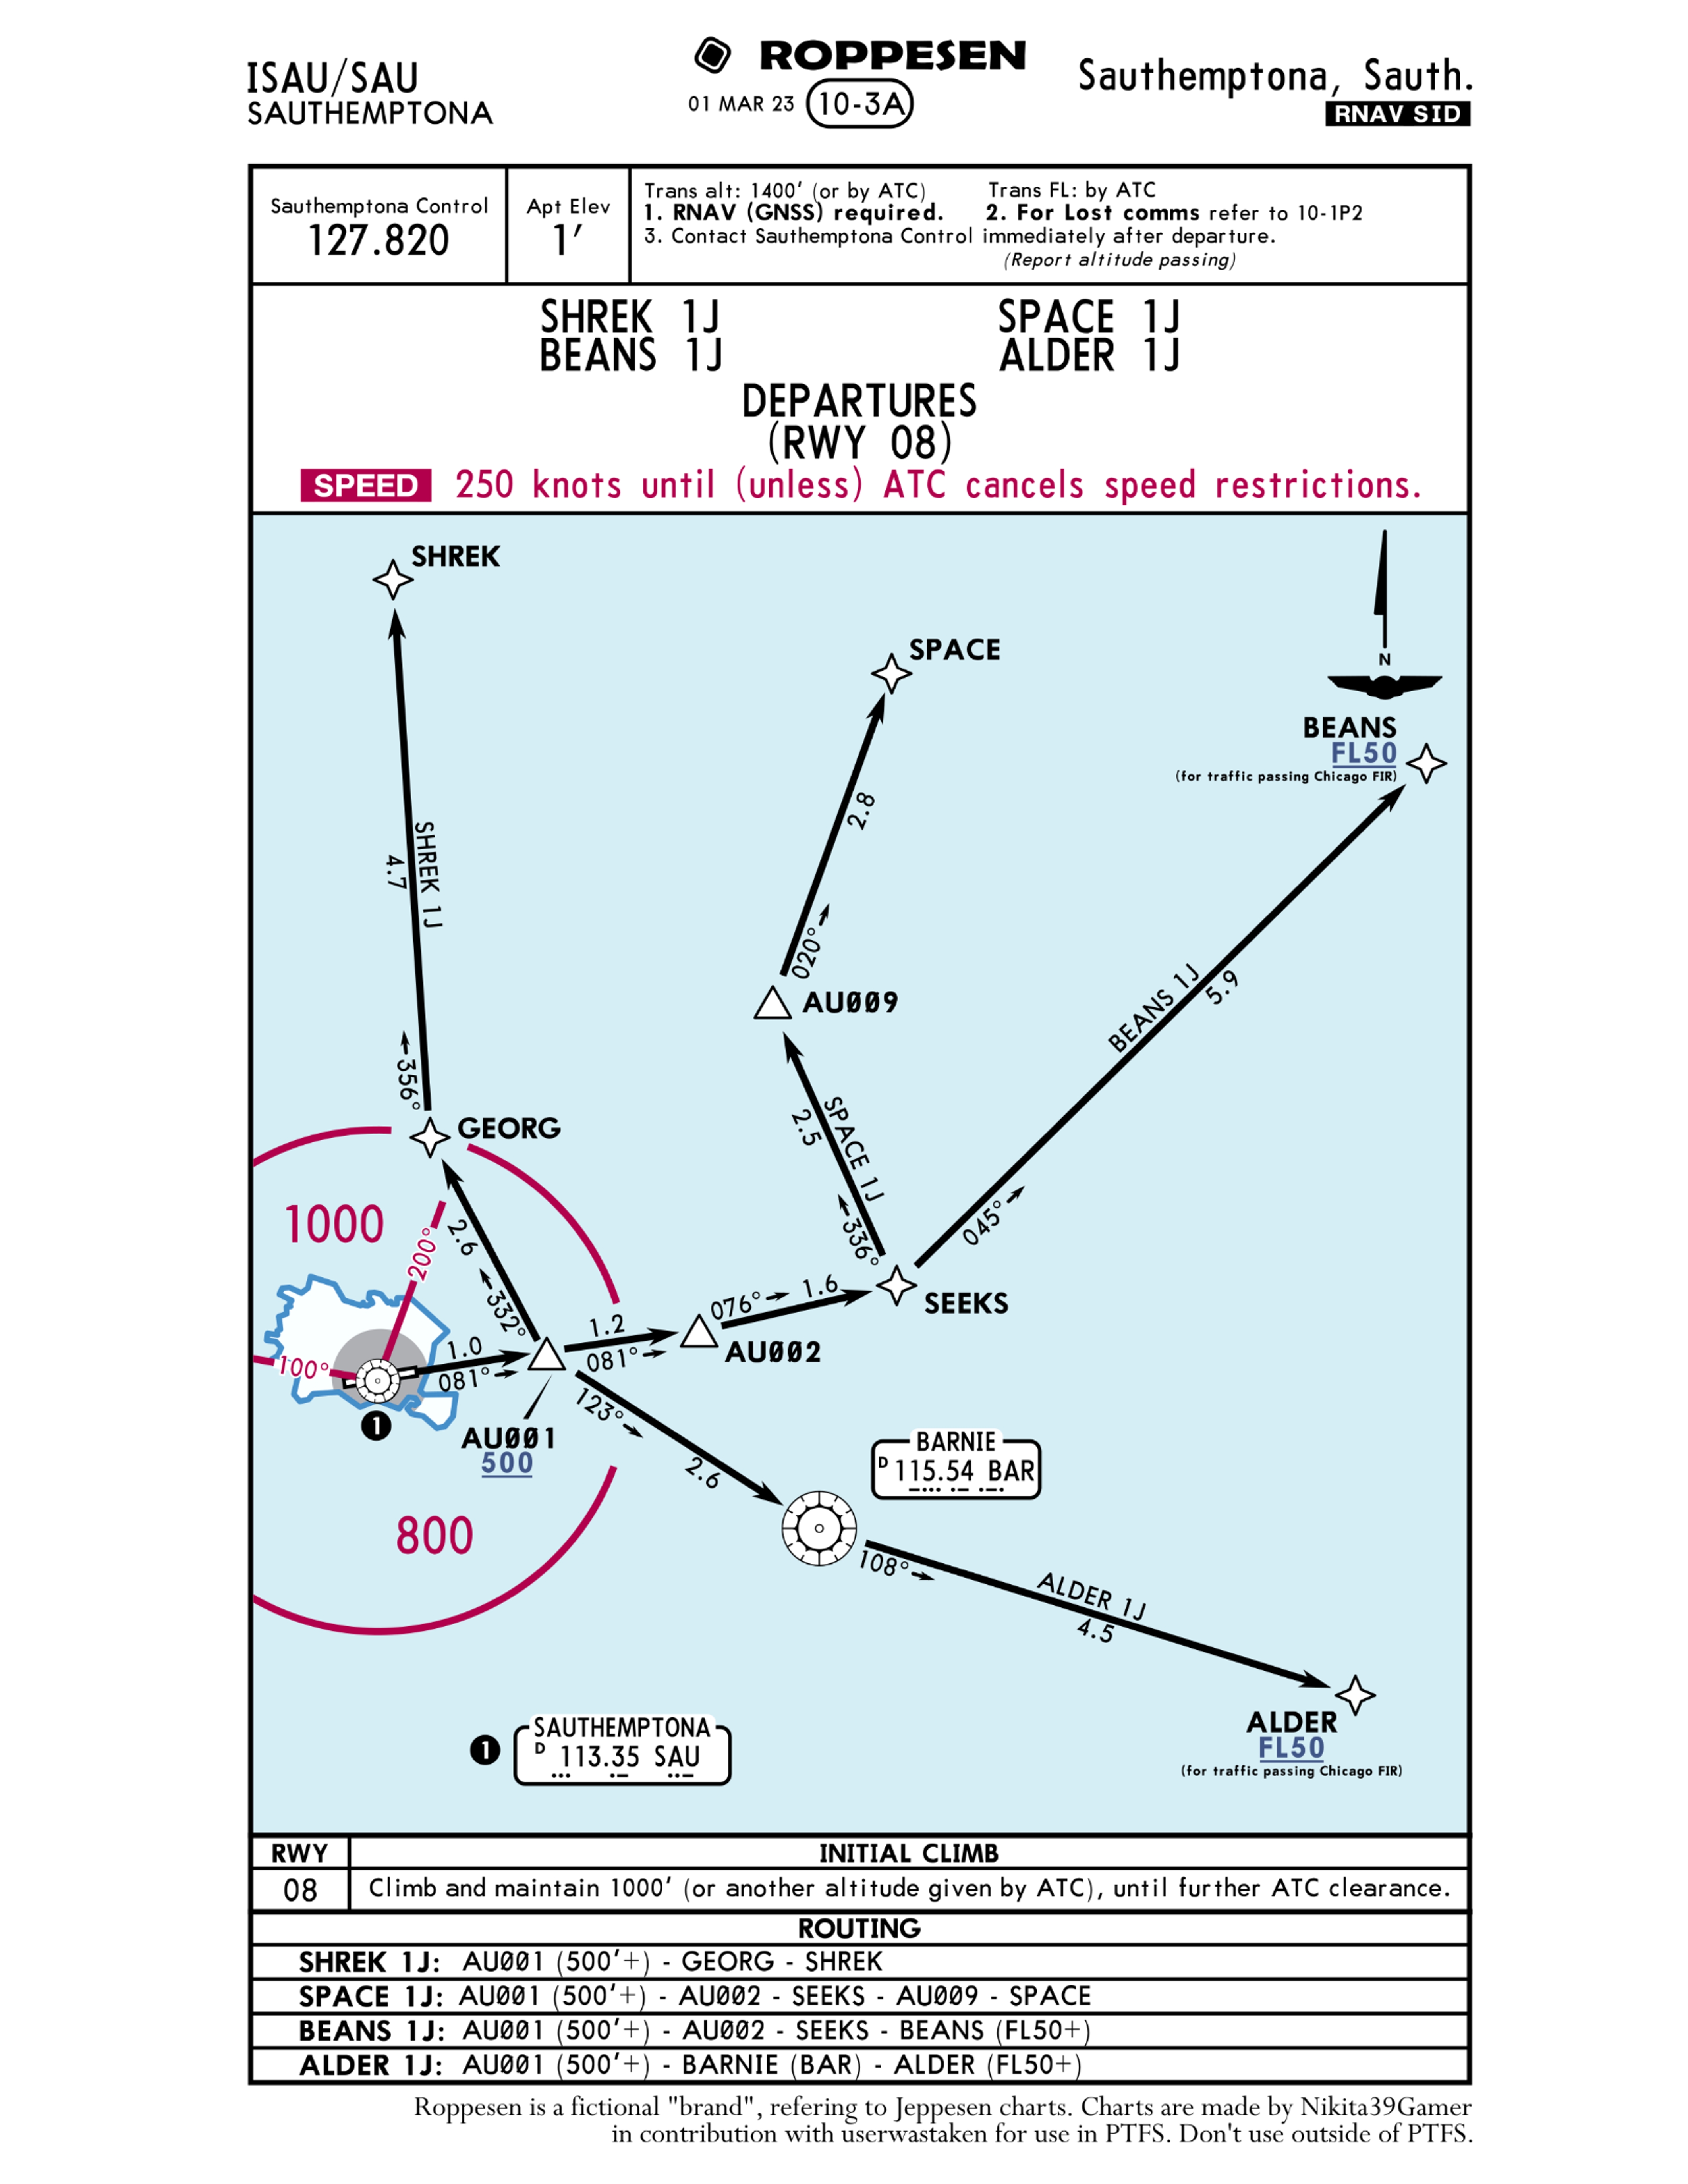 ISAU/SAU
SAUTHEMPTONA
ROPPESEN
01 MAR 23 10-3A
Sauthemptona, Sauth.
RNAV SID
Sauthemptona Control
127.820
Apt Elev
1'
Trans alt: 1400' (or by ATC) Trans FL: by ATC
1. RNAV (GNSS) required. 2. For Lost comms refer to 10-1P2
3. Contact Sauthemptona Control immediately after departure.
(Report altitude passing)
SHREK 1J SPACE 1J
BEANS 1J ALDER 1J
DEPARTURES
(RWY 08)
SPEED 250 knots until (unless) ATC cancels speed restrictions.
SHREK
SPACE
N
BEANS
FL50
(for traffic passing Chicago FIR)
2.8
SHREK 1J
4.7
020°
AU009
BEANS 1J
5.9
356°
GEORG
SPACE 1J
2.5
336°
045°
1000
200°
2.6
332°
076° 1.6
SEEKS
1.2
081°
AU002
1.0
081°
100°
1
AU001
500
123°
2.6
BARNIE
D 115.54 BAR
800
108°
ALDER 1J
4.5
ALDER
FL50
(for traffic passing Chicago FIR)
1
SAUTHEMPTONA
D 113.35 SAU
RWY INITIAL CLIMB
08 Climb and maintain 1000' (or another altitude given by ATC), until further ATC clearance.
ROUTING
SHREK 1J: AU001 (500'+) - GEORG - SHREK
SPACE 1J: AU001 (500'+) - AU002 - SEEKS - AU009 - SPACE
BEANS 1J: AU001 (500'+) - AU002 - SEEKS - BEANS (FL50+)
ALDER 1J: AU001 (500'+) - BARNIE (BAR) - ALDER (FL50+)
Roppesen is a fictional "brand", refering to Jeppesen charts. Charts are made by Nikita39Gamer
in contribution with userwastaken for use in PTFS. Don't use outside of PTFS.